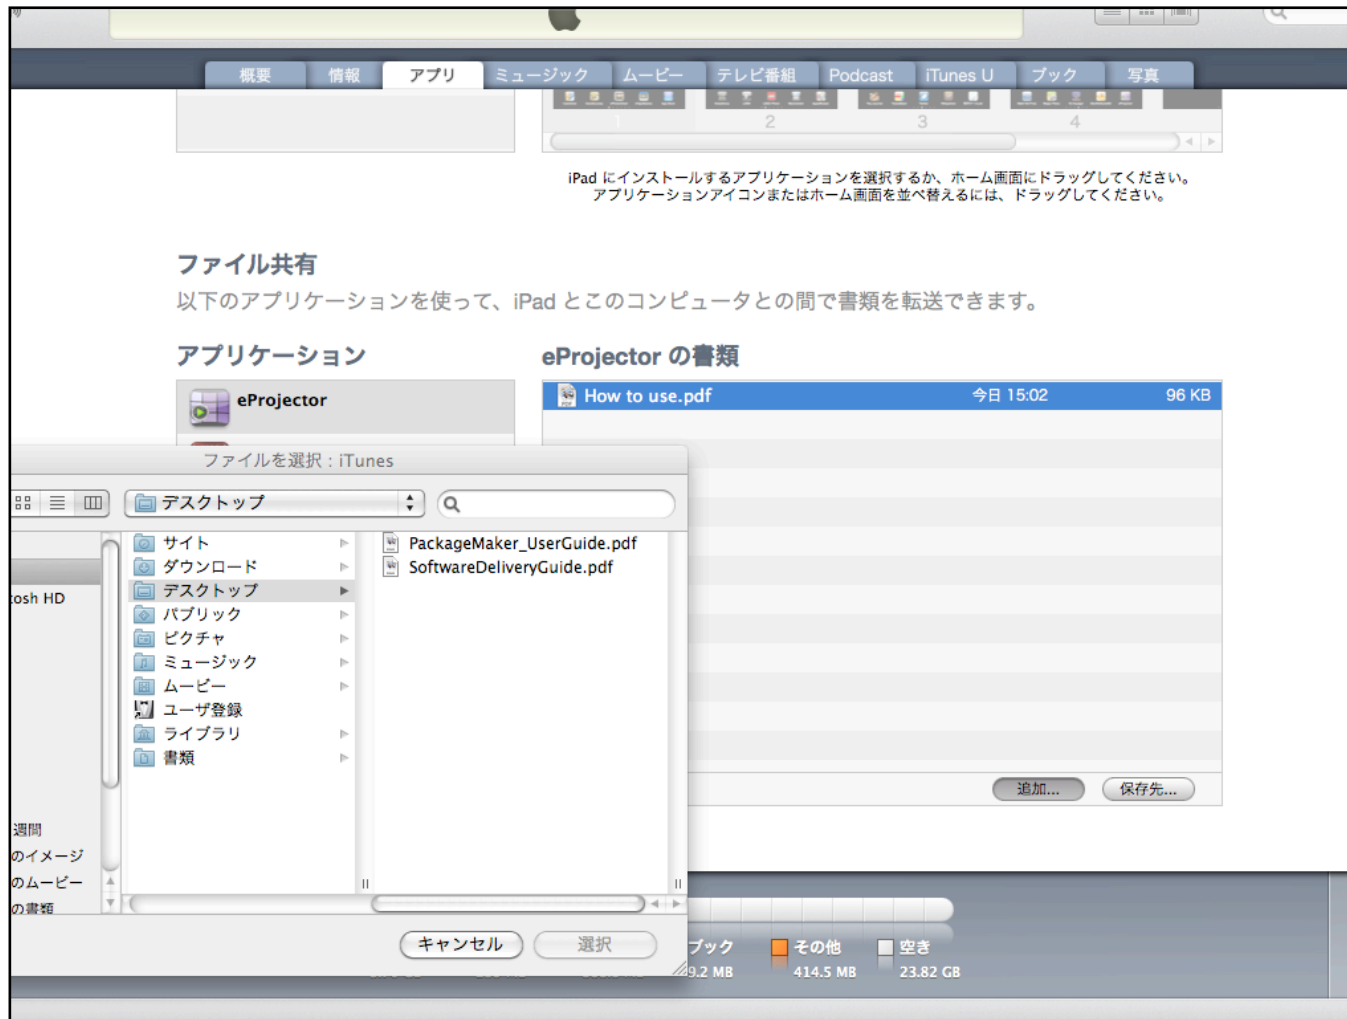 概要 情報 アプリ ミュージック ムービー テレビ番組 Podcast iTunes U ブック 写真
1 2 3 4
iPad にインストールするアプリケーションを選択するか、ホーム画面にドラッグしてください。
アプリケーションアイコンまたはホーム画面を並べ替えるには、ドラッグしてください。
ファイル共有
以下のアプリケーションを使って、iPad とこのコンピュータとの間で書類を転送できます。
アプリケーション
eProjector の書類
eProjector
How to use.pdf 今日 15:02 96 KB
ファイルを選択：iTunes
デスクトップ
サイト
ダウンロード
デスクトップ
パブリック
ピクチャ
ミュージック
ムービー
ユーザ登録
ライブラリ
書類
PackageMaker_UserGuide.pdf
SoftwareDeliveryGuide.pdf
tosh HD
週間
のイメージ
のムービー
の書類
追加... 保存先...
キャンセル 選択
ブック その他 空き
9.2 MB 414.5 MB 23.82 GB